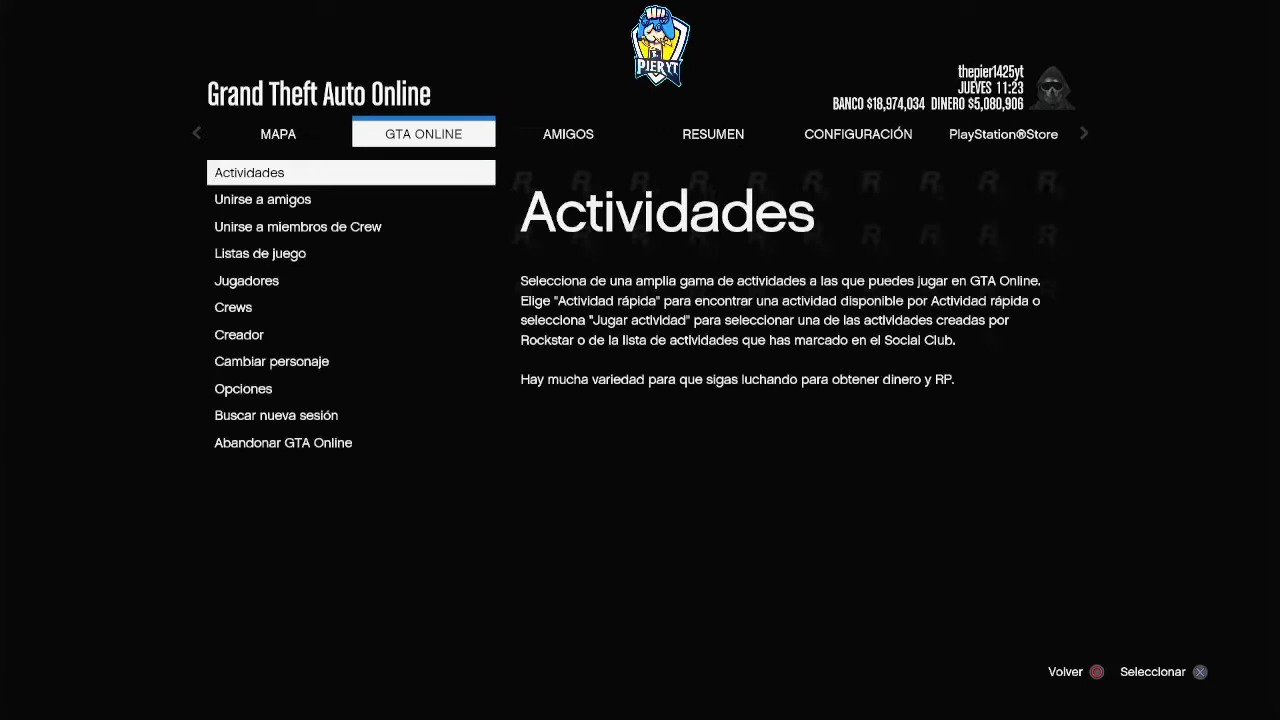 PIERYT
Grand Theft Auto Online
thepier1425yt
JUEVES 11:23
BANCO $18,974,034 DINERO $5,080,906
MAPA
GTA ONLINE
AMIGOS
RESUMEN
CONFIGURACIÓN
PlayStation®Store
Actividades
Unirse a amigos
Unirse a miembros de Crew
Listas de juego
Jugadores
Crews
Creador
Cambiar personaje
Opciones
Buscar nueva sesión
Abandonar GTA Online
Actividades
Selecciona de una amplia gama de actividades a las que puedes jugar en GTA Online.
Elige "Actividad rápida" para encontrar una actividad disponible por Actividad rápida o
selecciona "Jugar actividad" para seleccionar una de las actividades creadas por
Rockstar o de la lista de actividades que has marcado en el Social Club.
Hay mucha variedad para que sigas luchando para obtener dinero y RP.
Volver
Seleccionar